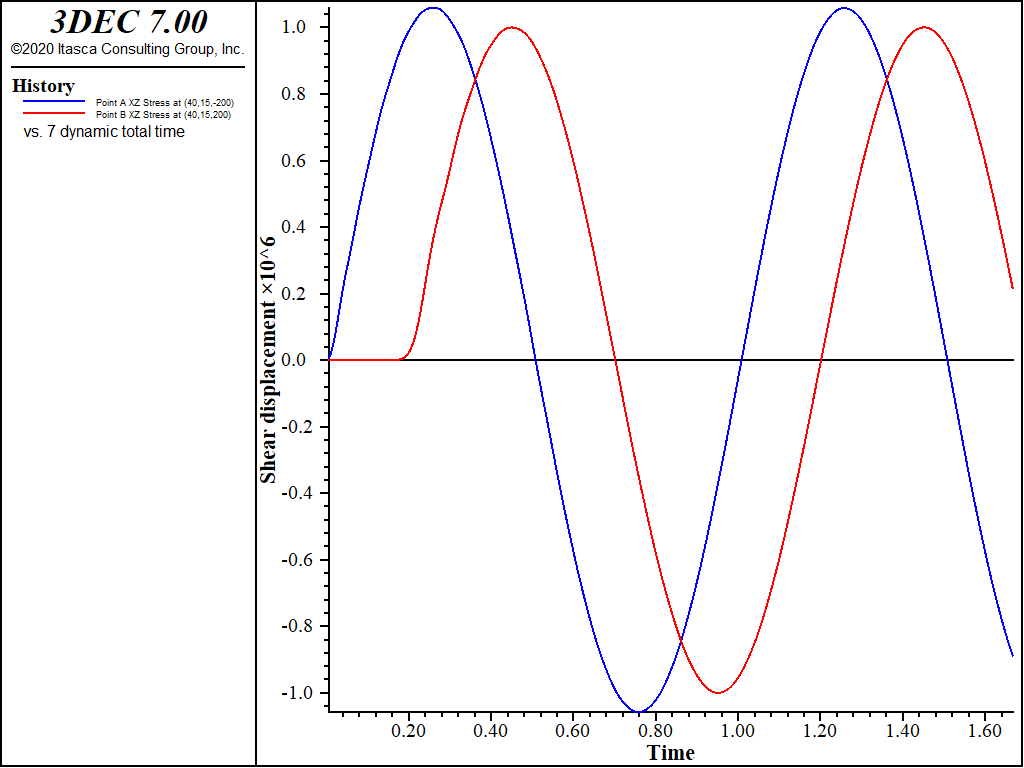 3DEC 7.00
©2020 Itasca Consulting Group, Inc.
History
Point A XZ Stress at (40,15,-200)
Point B XZ Stress at (40,15,200)
vs. 7 dynamic total time
Shear displacement ×10^6
1.0
0.8
0.6
0.4
0.2
0.0
-0.2
-0.4
-0.6
-0.8
-1.0
0.20 0.40 0.60 0.80 1.00 1.20 1.40 1.60
Time